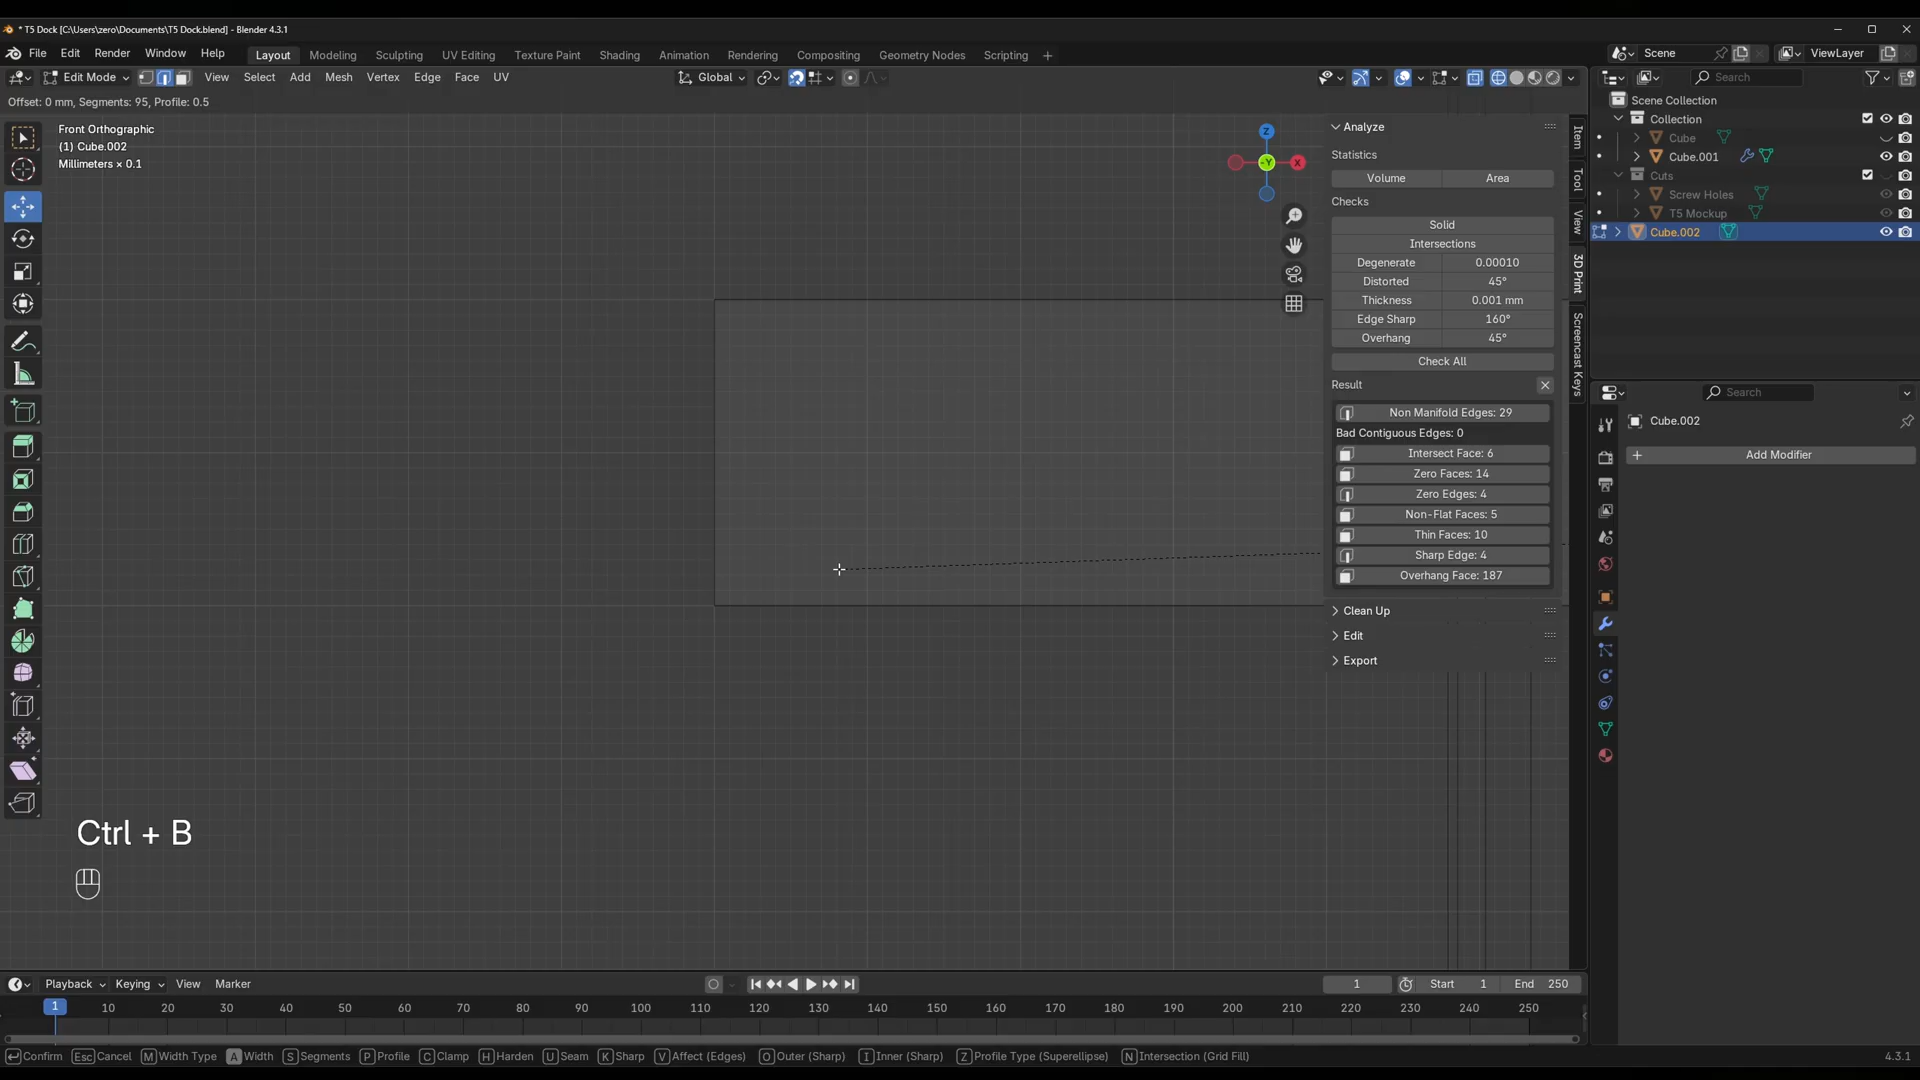 * T5 Dock [C:\Users\zero\Documents\T5 Dock.blend] - Blender 4.3.1
File Edit Render Window Help Layout Modeling Sculpting UV Editing Texture Paint Shading Animation Rendering Compositing Geometry Nodes Scripting + Scene ViewLayer
Edit Mode View Select Add Mesh Vertex Edge Face UV Global Search
Offset: 0 mm, Segments: 95, Profile: 0.5
Front Orthographic
(1) Cube.002
Millimeters × 0.1
Z
Y
X
Analyze
Statistics
Volume Area
Checks
Solid
Intersections
Degenerate 0.00010
Distorted 45°
Thickness 0.001 mm
Edge Sharp 160°
Overhang 45°
Check All
Result
Non Manifold Edges: 29
Bad Contiguous Edges: 0
Intersect Face: 6
Zero Faces: 14
Zero Edges: 4
Non-Flat Faces: 5
Thin Faces: 10
Sharp Edge: 4
Overhang Face: 187
Clean Up
Edit
Export
Item
Tool
View
3D Print
Screencast Keys
Scene Collection
Collection
Cube
Cube.001
Cuts
Screw Holes
T5 Mockup
Cube.002
Search
Cube.002
+ Add Modifier
Ctrl + B
Playback Keying View Marker 1 Start 1 End 250
1 10 20 30 40 50 60 70 80 90 100 110 120 130 140 150 160 170 180 190 200 210 220 230 240 250
Confirm Esc Cancel M Width Type A Width S Segments P Profile C Clamp H Harden U Seam K Sharp V Affect (Edges) O Outer (Sharp) I Inner (Sharp) Z Profile Type (Superellipse) N Intersection (Grid Fill) 4.3.1